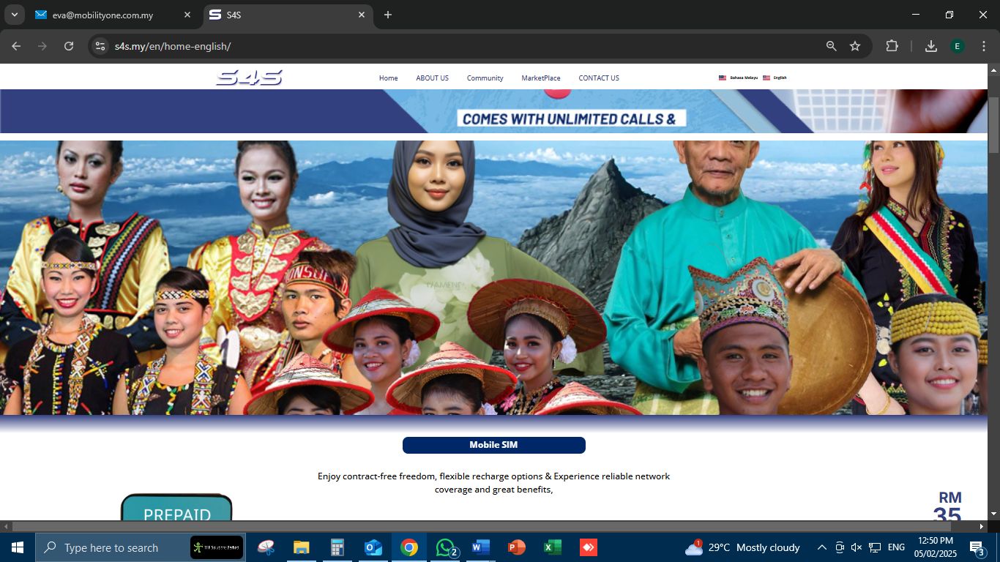 eva@mobilityone.com.my
S4S
s4s.my/en/home-english/
E
S4S
Home
ABOUT US
Community
MarketPlace
CONTACT US
Bahasa Melayu
English
COMES WITH UNLIMITED CALLS &
Mobile SIM
Enjoy contract-free freedom, flexible recharge options & Experience reliable network
coverage and great benefits,
PREPAID
RM
35
Type here to search
2
1
29°C Mostly cloudy
ENG
12:50 PM
05/02/2025
3